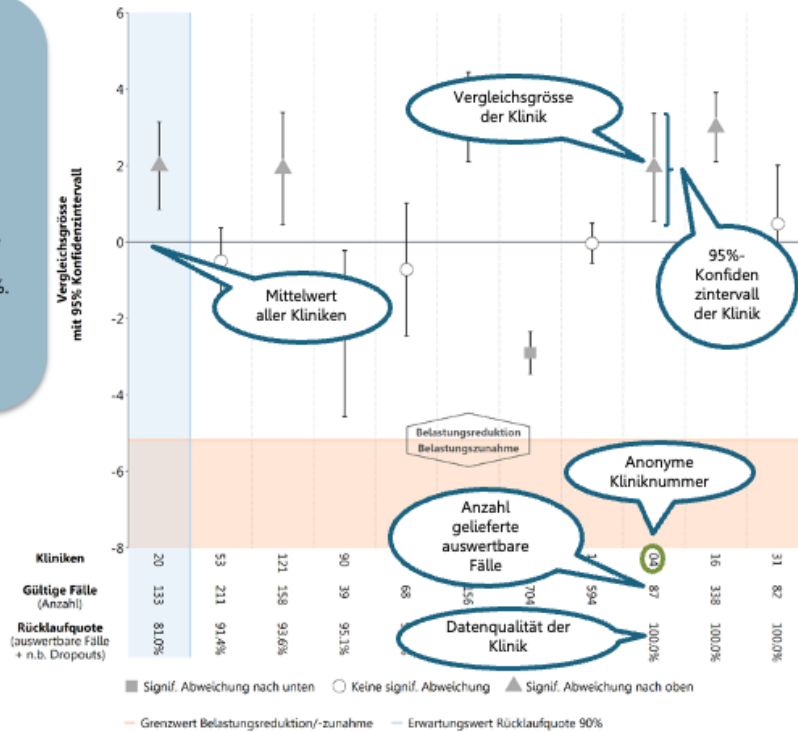 6
4
2
0
-2
-4
-6
-8
%.
Vergleichsgrösse
mit 95% Konfidenzintervall
Vergleichsgrösse
der Klinik
95%-
Konfiden
zintervall
der Klinik
Mittelwert
aller Kliniken
Belastungsreduktion
Belastungszunahme
Anonyme
Kliniknummer
Anzahl
gelieferte
auswertbare
Fälle
Datenqualität der
Klinik
Kliniken 20 53 121 90 04 16 31
Gültige Fälle 133 211 158 39 68 156 704 594 87 338 82
(Anzahl)
Rücklaufquote 81.0% 91.4% 93.6% 95.1% 100.0% 100.0% 100.0%
(auswertbare Fälle
+ n.b. Dropouts)
Signif. Abweichung nach unten Keine signif. Abweichung Signif. Abweichung nach oben
Grenzwert Belastungsreduktion/-zunahme Erwartungswert Rücklaufquote 90%